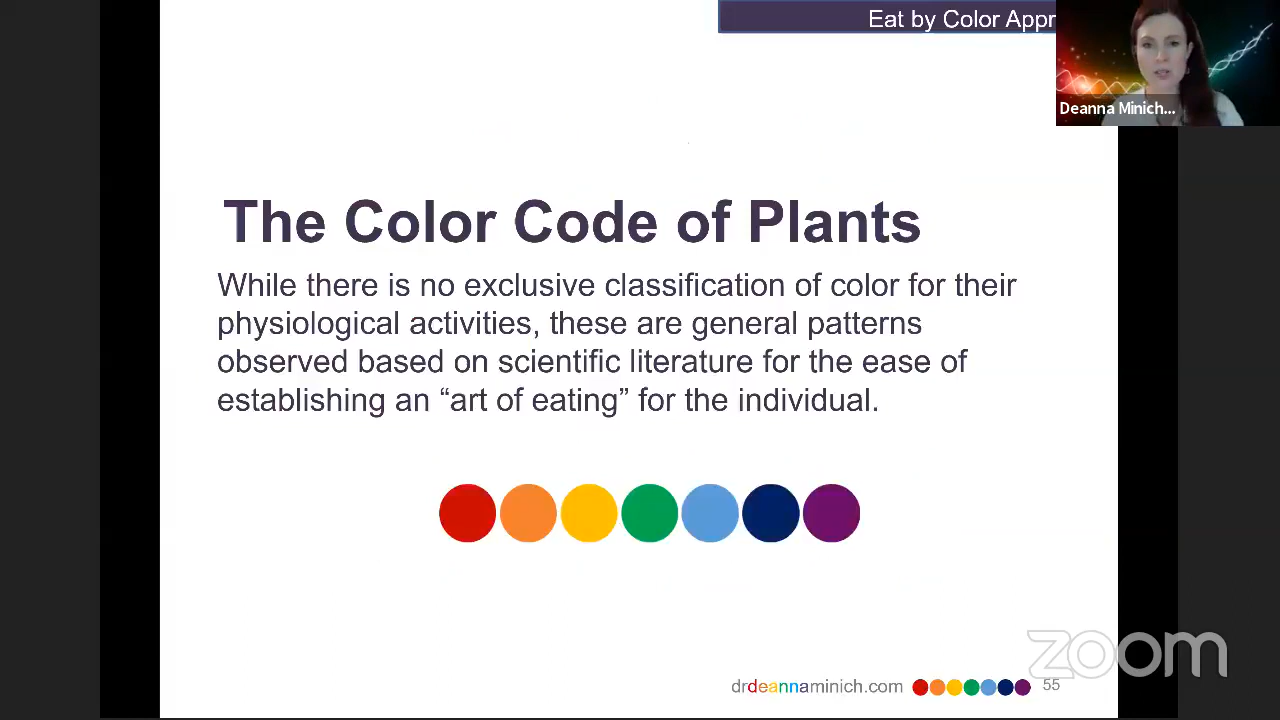 Eat by Color Appr
Deanna Minich...
The Color Code of Plants
While there is no exclusive classification of color for their
physiological activities, these are general patterns
observed based on scientific literature for the ease of
establishing an “art of eating” for the individual.
zoom
drdeannaminich.com
55